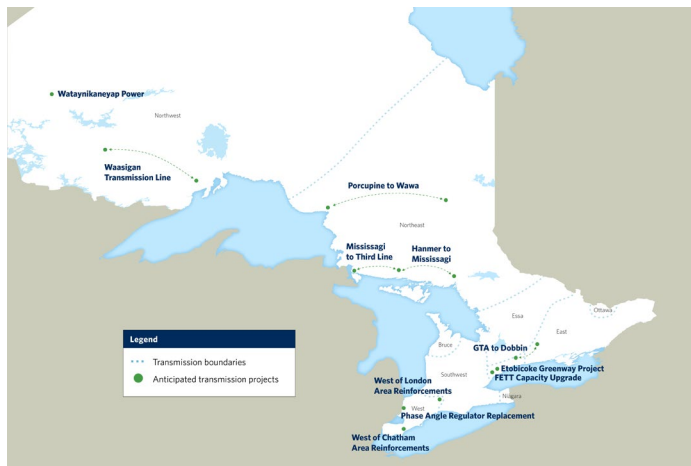 Wataynikaneyap Power
Northwest
Waasigan
Transmission Line
Porcupine to Wawa
Northeast
Mississagi
to Third Line
Hanmer to
Mississagi
Ottawa
Essa
East
Bruce
GTA to Dobbin
Etobicoke Greenway Project
FETT Capacity Upgrade
Southwest
West of London
Area Reinforcements
Niagara
West
Phase Angle Regulator Replacement
West of Chatham
Area Reinforcements
Legend
Transmission boundaries
Anticipated transmission projects